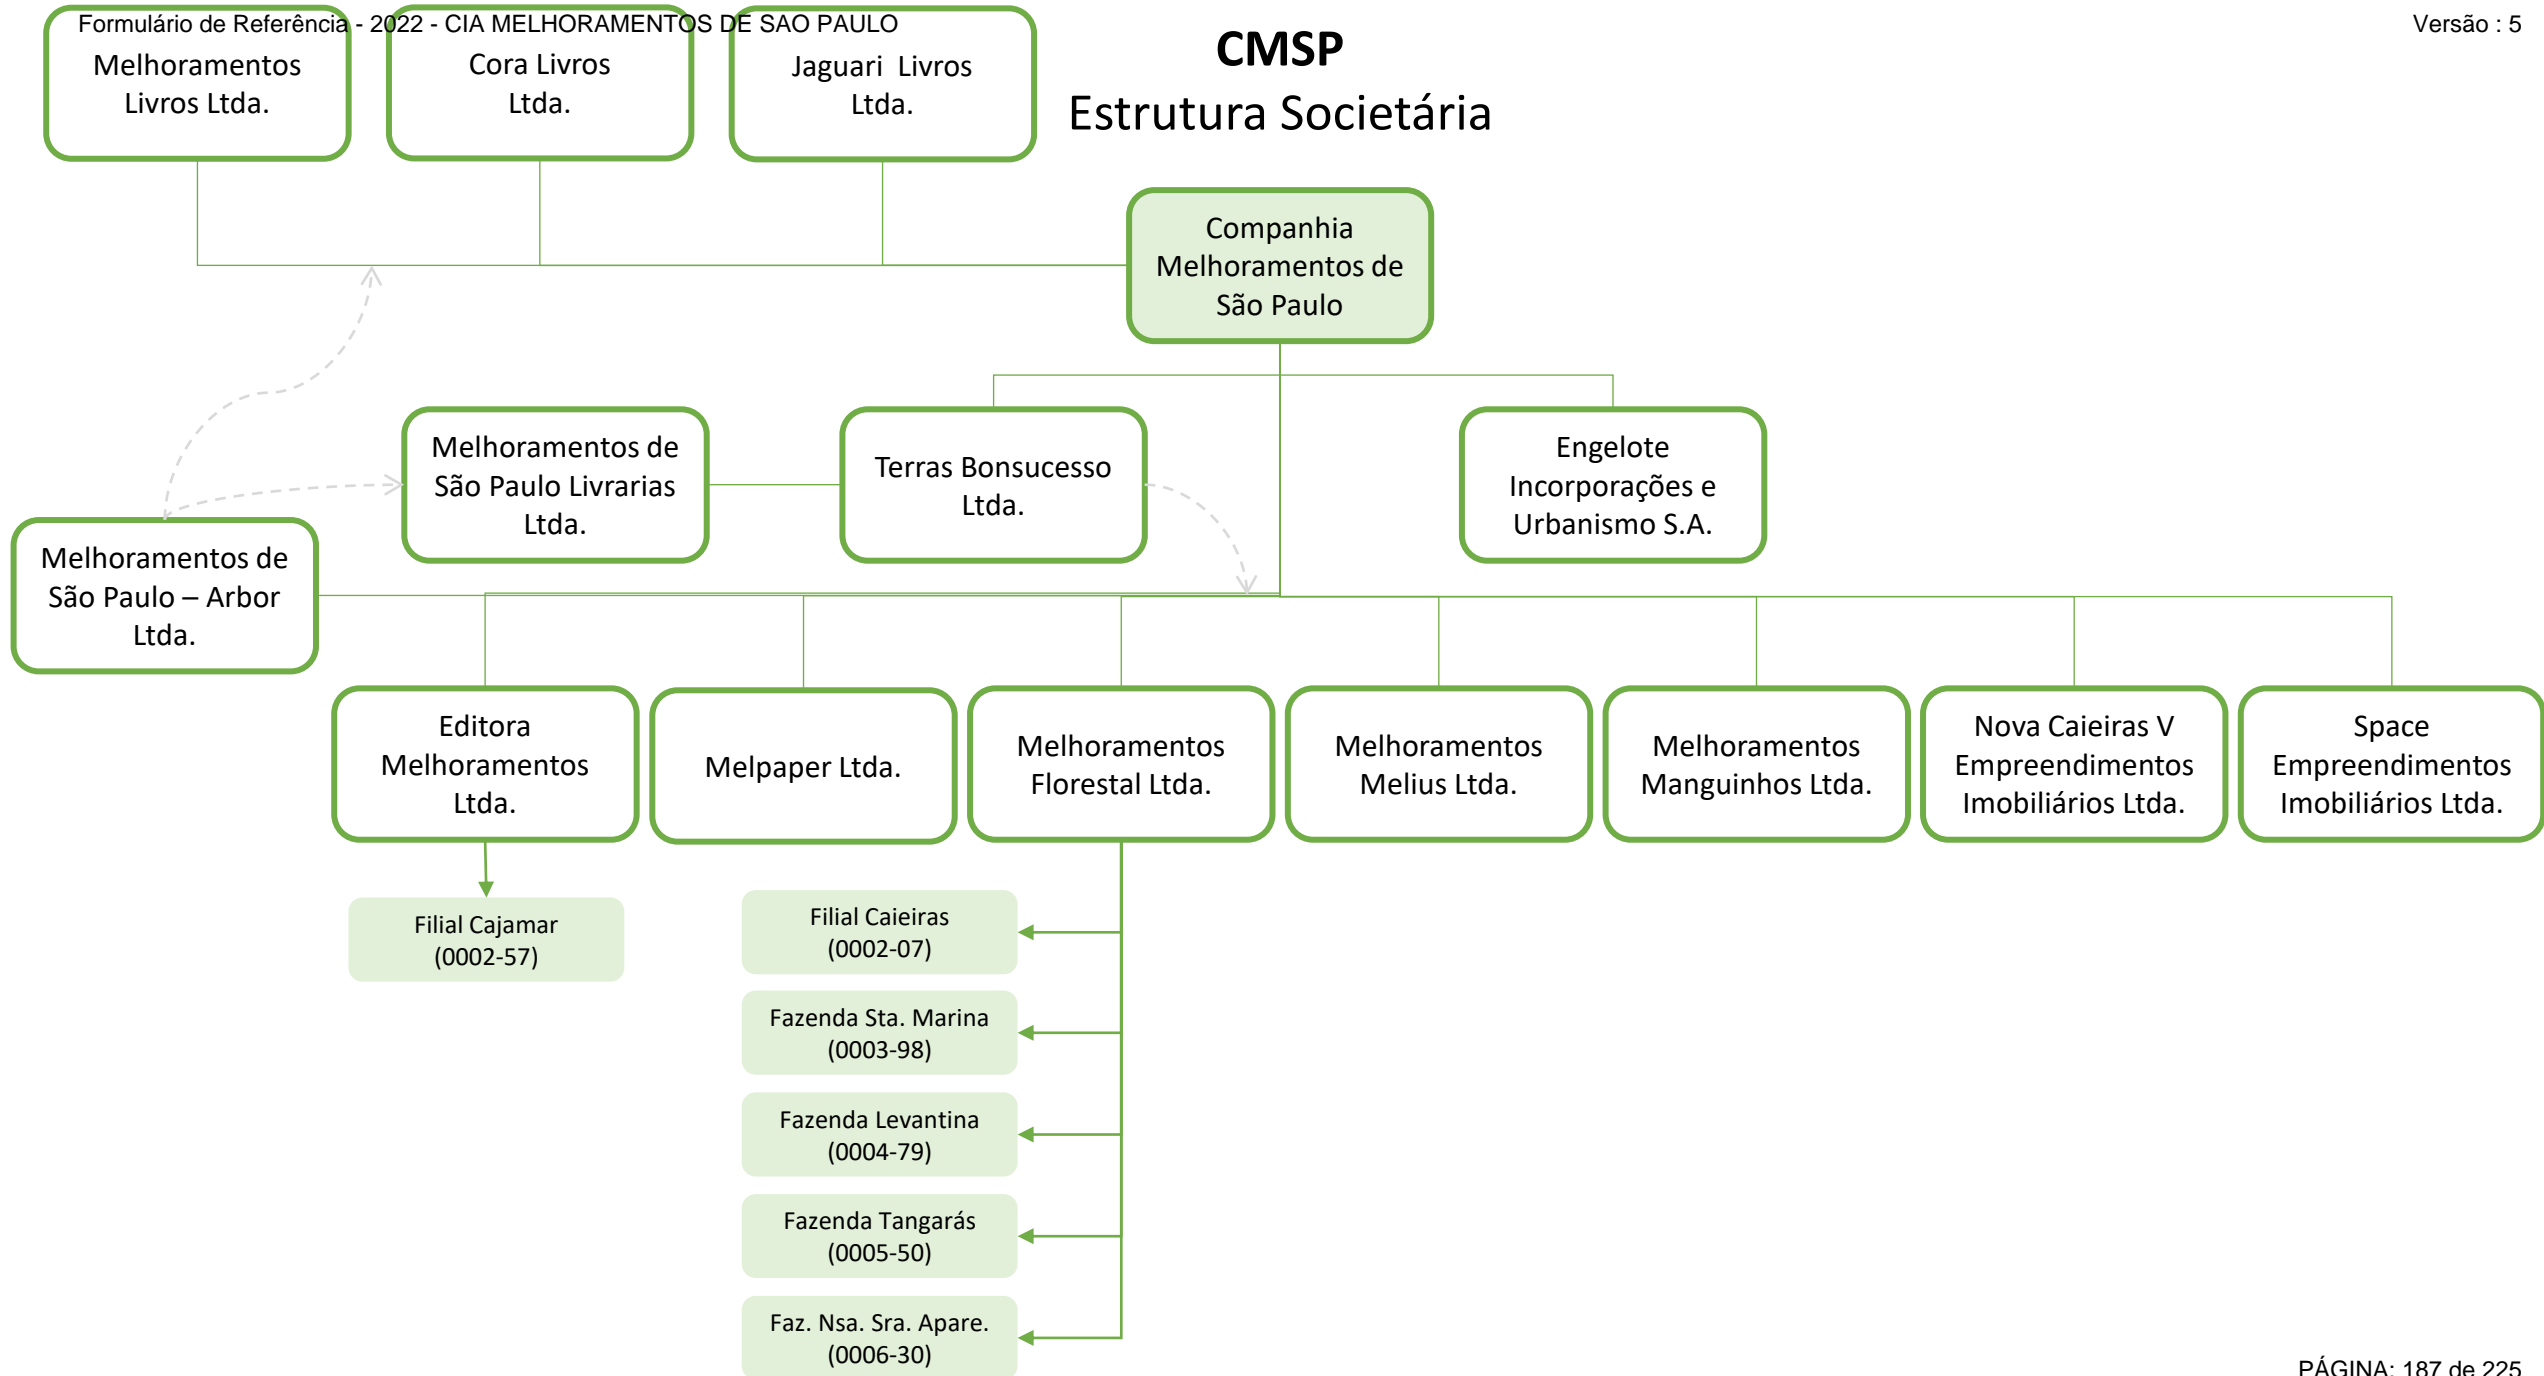 Formulário de Referência - 2022 - CIA MELHORAMENTOS DE SAO PAULO
Versão : 5
CMSP
Estrutura Societária
Melhoramentos
Livros Ltda.
Cora Livros
Ltda.
Jaguari Livros
Ltda.
Companhia
Melhoramentos de
São Paulo
Melhoramentos de
São Paulo Livrarias
Ltda.
Terras Bonsucesso
Ltda.
Engelote
Incorporações e
Urbanismo S.A.
Melhoramentos de
São Paulo – Arbor
Ltda.
Editora
Melhoramentos
Ltda.
Melpaper Ltda.
Melhoramentos
Florestal Ltda.
Melhoramentos
Melius Ltda.
Melhoramentos
Manguinhos Ltda.
Nova Caieiras V
Empreendimentos
Imobiliários Ltda.
Space
Empreendimentos
Imobiliários Ltda.
Filial Cajamar
(0002-57)
Filial Caieiras
(0002-07)
Fazenda Sta. Marina
(0003-98)
Fazenda Levantina
(0004-79)
Fazenda Tangarás
(0005-50)
Faz. Nsa. Sra. Apare.
(0006-30)
PÁGINA: 187 de 225